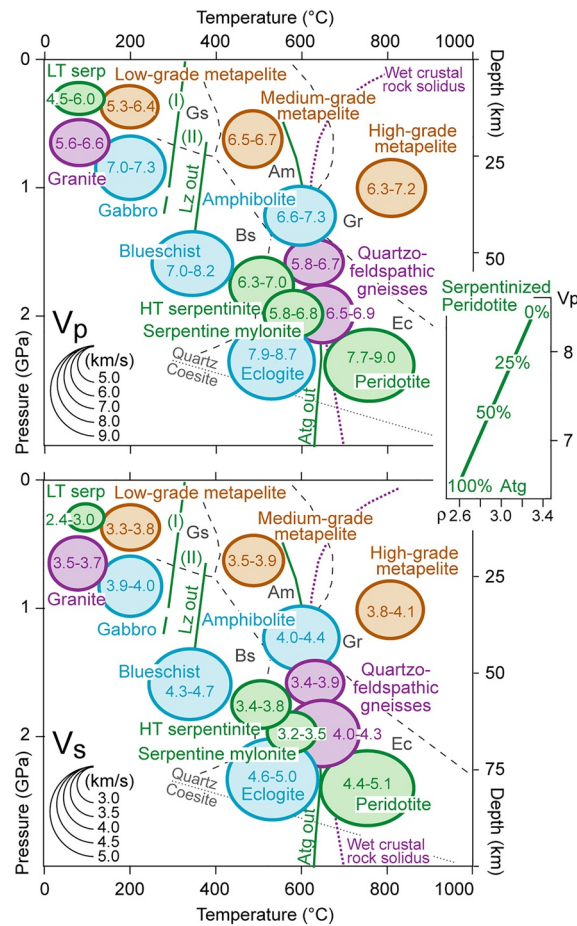 Temperature (°C)
0 200 400 600 800 1000
0
LT serp
Low-grade metapelite
Wet crustal
rock solidus
4.5-6.0
5.3-6.4
(I)
Gs
Medium-grade
metapelite
Depth (km)
5.6-6.6
(II)
6.5-6.7
High-grade
metapelite
25
7.0-7.3
Granite
Lz out
Am
6.3-7.2
1
Gabbro
Amphibolite
6.6-7.3
Gr
Bs
Blueschist
7.0-8.2
5.8-6.7
Quartzo-
feldspathic
gneisses
50
6.3-7.0
HT serpentinite
5.8-6.8
6.5-6.9
2
Serpentine mylonite
Ec
Vp
(km/s)
5.0
6.0
7.0
8.0
9.0
Quartz
Coesite
7.9-8.7
Eclogite
7.7-9.0
Peridotite
Atg out
Pressure (GPa)
Serpentinized
Peridotite
Vp
0%
8
25%
50%
7
100% Atg
ρ 2.6 3.0 3.4
0
LT serp
Low-grade metapelite
2.4-3.0
3.3-3.8
(I)
Gs
Medium-grade
metapelite
3.5-3.7
(II)
3.5-3.9
High-grade
metapelite
25
3.9-4.0
Granite
Lz out
Am
3.8-4.1
1
Gabbro
Amphibolite
4.0-4.4
Gr
Bs
Blueschist
4.3-4.7
3.4-3.9
Quartzo-
feldspathic
gneisses
50
3.4-3.8
HT serpentinite
3.2-3.5
4.0-4.3
2
Serpentine mylonite
Ec
Vs
(km/s)
3.0
3.5
4.0
4.5
5.0
Quartz
Coesite
4.6-5.0
Eclogite
4.4-5.1
Peridotite
75
Atg out
Wet crustal
rock solidus
Pressure (GPa)
Depth (km)
0 200 400 600 800 1000
Temperature (°C)